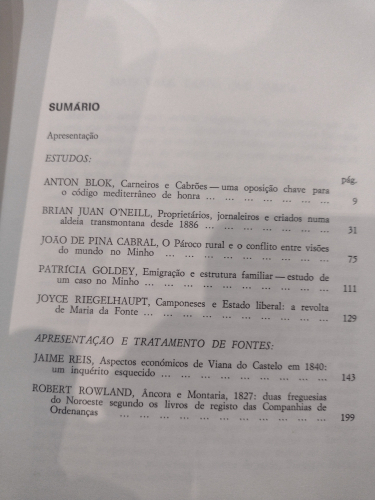 SUMÁRIO
Apresentação
ESTUDOS:
pág.
ANTON BLOK, Carneiros e Cabrões — uma oposição chave para
o código mediterrâneo de honra ... ... ... ... ... ... ... 9
BRIAN JUAN O'NEILL, Proprietários, jornaleiros e criados numa
aldeia transmontana desde 1886 ... ... ... ... ... ... ... 31
JOÃO DE PINA CABRAL, O Pároco rural e o conflito entre visões
do mundo no Minho ... ... ... ... ... ... ... ... 75
PATRÍCIA GOLDEY, Emigração e estrutura familiar — estudo de
um caso no Minho ... ... ... ... ... ... ... ... ... 111
JOYCE RIEGELHAUPT, Camponeses e Estado liberal: a revolta
de Maria da Fonte ... ... ... ... ... ... ... ... 129
APRESENTAÇÃO E TRATAMENTO DE FONTES:
JAIME REIS, Aspectos económicos de Viana do Castelo em 1840:
um inquérito esquecido ... ... ... ... ... ... ... ... 143
ROBERT ROWLAND, Âncora e Montaria, 1827: duas freguesias
do Noroeste segundo os livros de registo das Companhias de
Ordenanças ... ... ... ... ... ... ... ... ... ... 199